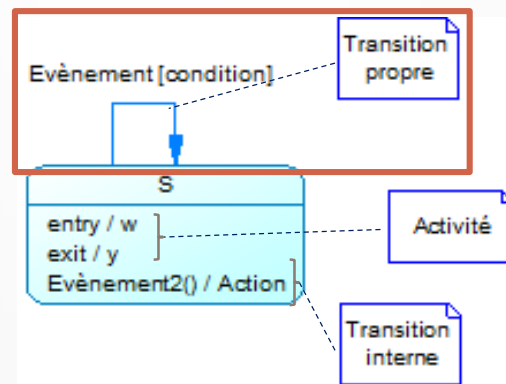 Transition
propre
Evènement [condition]
S
entry / w
exit / y
Evènement2() / Action
Activité
Transition
interne